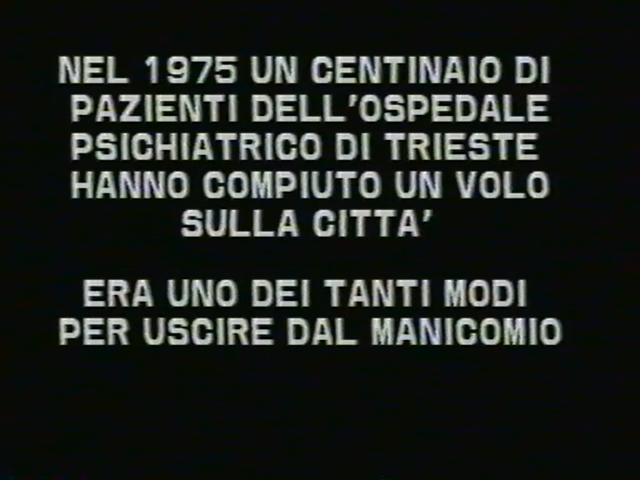 NEL 1975 UN CENTINAIO DI
PAZIENTI DELL'OSPEDALE
PSICHIATRICO DI TRIESTE
HANNO COMPIUTO UN VOLO
SULLA CITTA'
ERA UNO DEI TANTI MODI
PER USCIRE DAL MANICOMIO